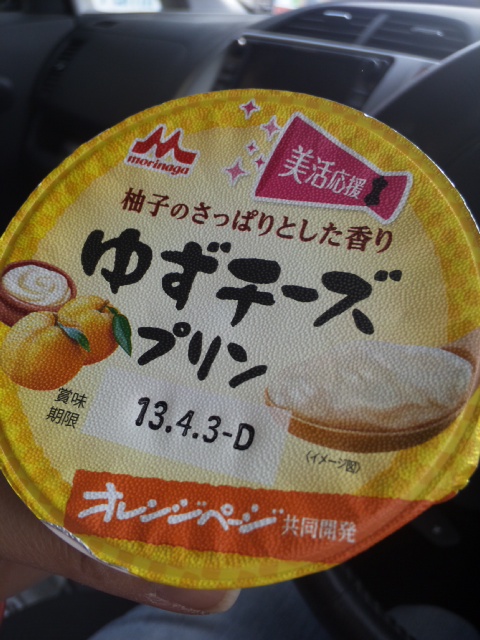 morinaga
美活応援
柚子のさっぱりとした香り
ゆずチーズ
プリン
賞味
期限
13.4.3-D
(イメージ図)
オレンジページ共同開発